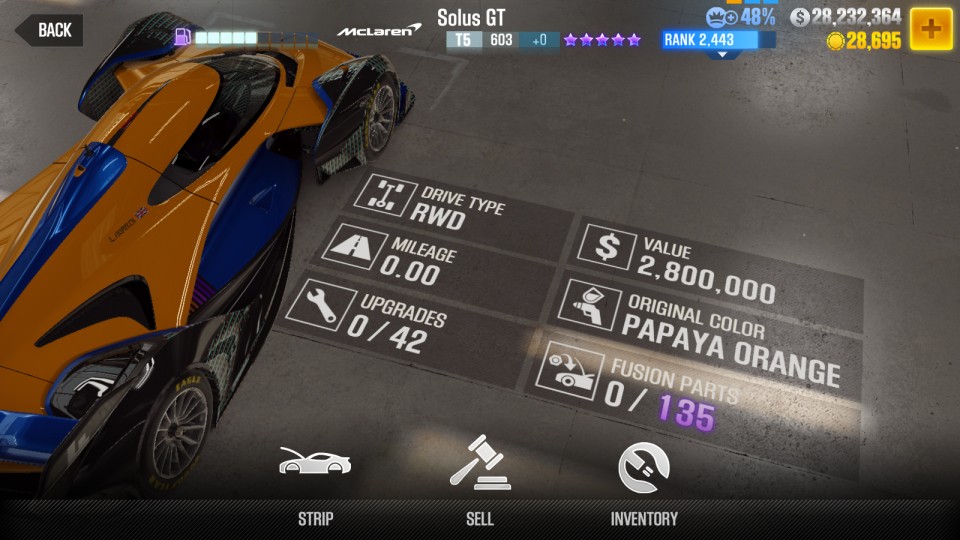 BACK
McLaren
Solus GT
T5 603 +0
48%
28,232,364
RANK 2,443
28,695
DRIVE TYPE
RWD
MILEAGE
0.00
UPGRADES
0/42
VALUE
2,800,000
ORIGINAL COLOR
PAPAYA ORANGE
FUSION PARTS
0/135
EAGLE
STRIP
SELL
INVENTORY